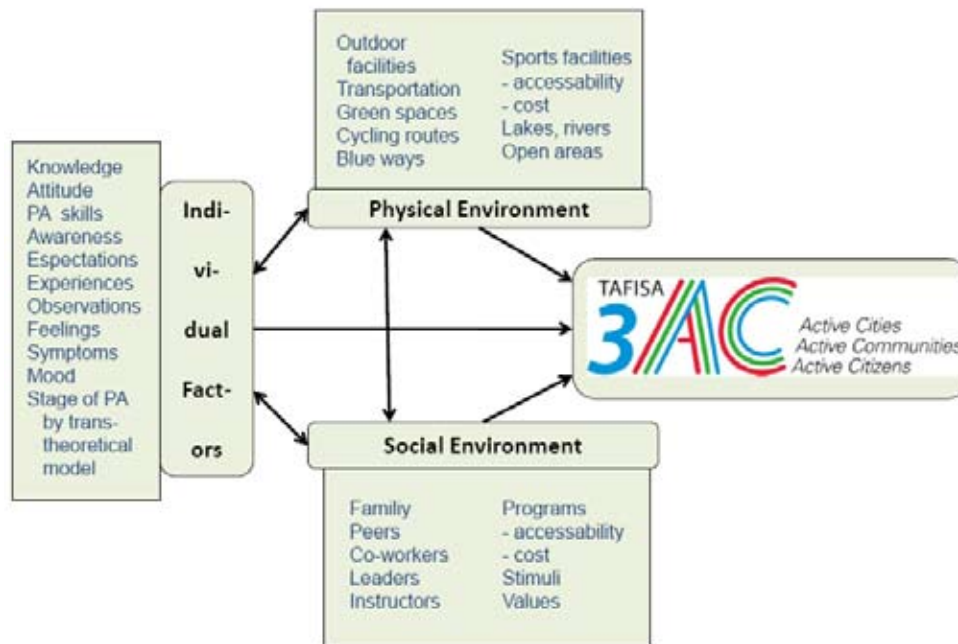 Outdoor
facilities
Transportation
Green spaces
Cycling routes
Blue ways
Sports facilities
- accessability
- cost
Lakes, rivers
Open areas
Physical Environment
Knowledge
Attitude
PA skills
Awareness
Espectations
Experiences
Observations
Feelings
Symptoms
Mood
Stage of PA
by trans-
theoretical
model
Indi-
vi-
dual
Fact-
ors
TAFISA
3AC
Active Cities
Active Communities
Active Citizens
Social Environment
Familiy
Peers
Co-workers
Leaders
Instructors
Programs
- accessability
- cost
Stimuli
Values